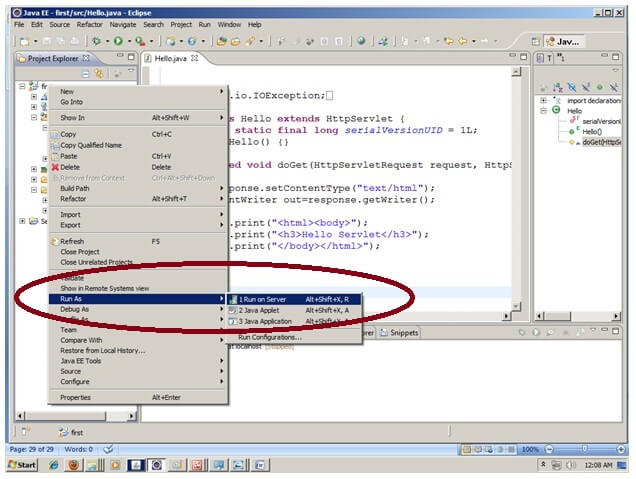 Java EE - first/src/Hello.java - Eclipse
File Edit Source Refactor Navigate Search Project Run Window Help
Jav...
Project Explorer
Hello.java
fir
.io.IOException;
s Hello extends HttpServlet {
static final long serialVersionUID = 1L;
Hello() {}
ed void doGet(HttpServletRequest request, HttpS
sponse.setContentType("text/html");
ntWriter out=response.getWriter();
.print("<html><body>");
.print("<h3>Hello Servlet</h3>");
.print("</body></html>");
import declarations
Hello
serialVersionU
Hello()
doGet(HttpSe
New
Go Into
Show In Alt+Shift+W
Copy Ctrl+C
Copy Qualified Name
Paste Ctrl+V
Delete Delete
Remove from Context Ctrl+Alt+Shift+Down
Build Path
Refactor Alt+Shift+T
Import
Export
Refresh F5
Close Project
Close Unrelated Projects
Validate
Show in Remote Systems view
Run As
Debug As
Profile As
Team
Compare With
Restore from Local History...
Java EE Tools
Source
Configure
Properties Alt+Enter
1 Run on Server Alt+Shift+X, R
2 Java Applet Alt+Shift+X, A
3 Java Application Alt+Shift+X,
Run Configurations...
rer Snippets
at localhost [Stopped]
first
Page: 29 of 29 Words: 0 100%
Start 12:08 AM